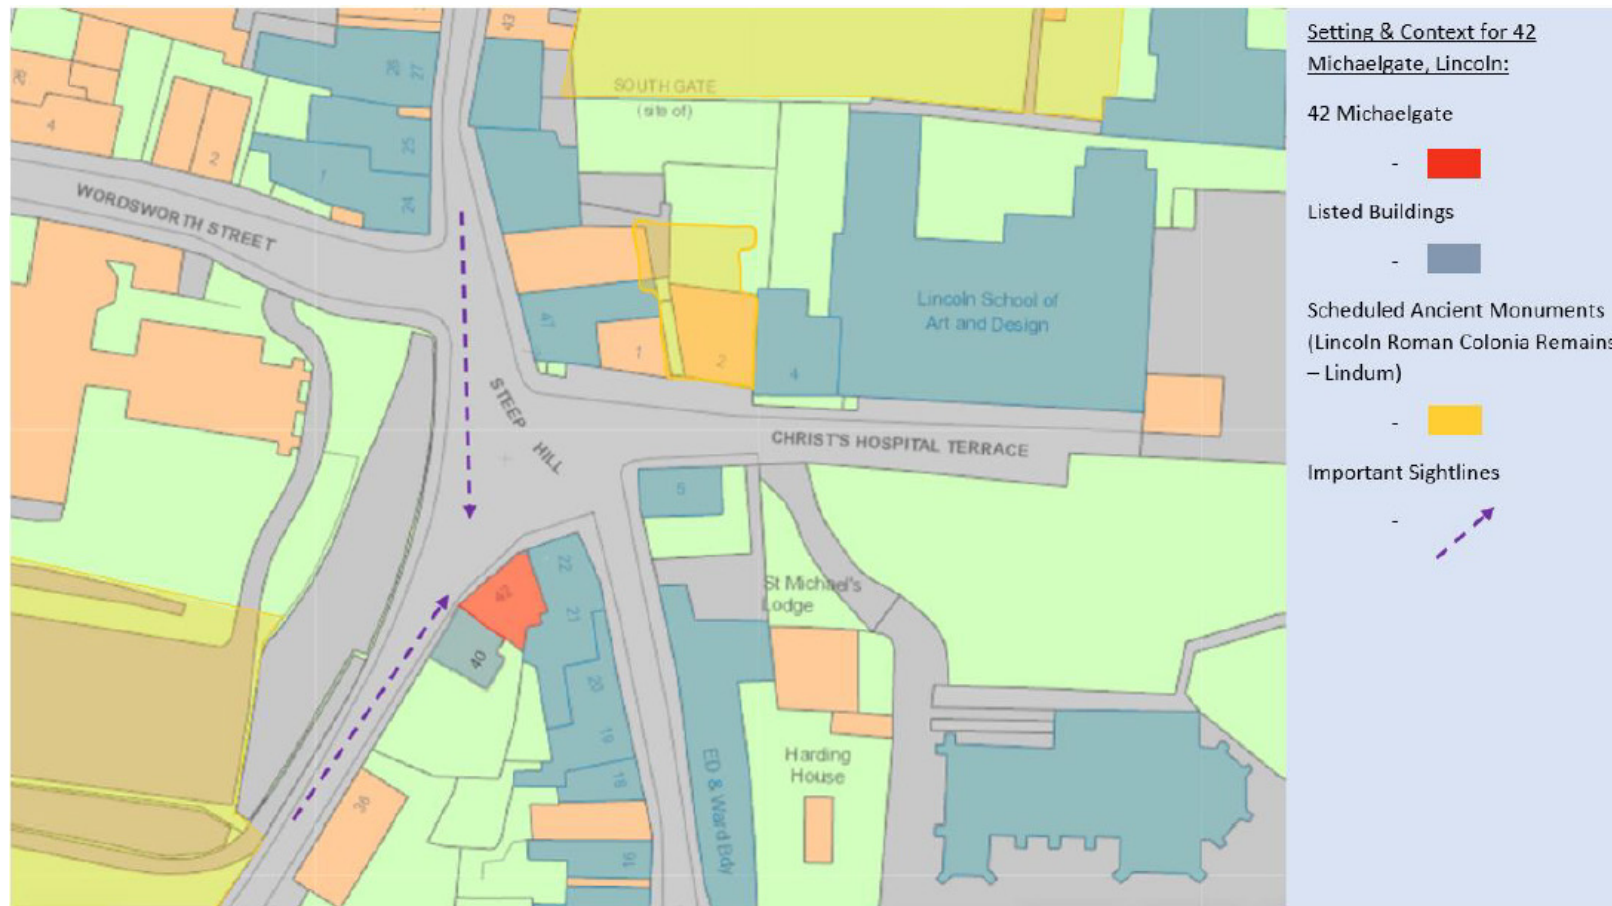 43
28
27
26
4
2
25
1
24
SOUTH GATE
(site of)
WORDSWORTH STREET
47
1
2
4
Lincoln School of
Art and Design
STEEP HILL
CHRIST'S HOSPITAL TERRACE
5
22
42
21
40
20
19
18
16
38
St Michael's
Lodge
Harding
House
ED & Ward Bdy
Setting & Context for 42
Michaelgate, Lincoln:
42 Michaelgate
-
Listed Buildings
-
Scheduled Ancient Monuments
(Lincoln Roman Colonia Remains
– Lindum)
-
Important Sightlines
-